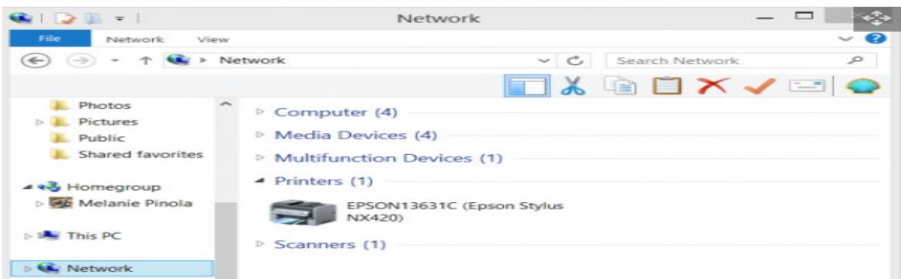 Network
File Network View
Network Search Network
Photos
Pictures
Public
Shared favorites
Homegroup
Melanie Pinola
This PC
Network
Computer (4)
Media Devices (4)
Multifunction Devices (1)
Printers (1)
EPSON13631C (Epson Stylus
NX420)
Scanners (1)